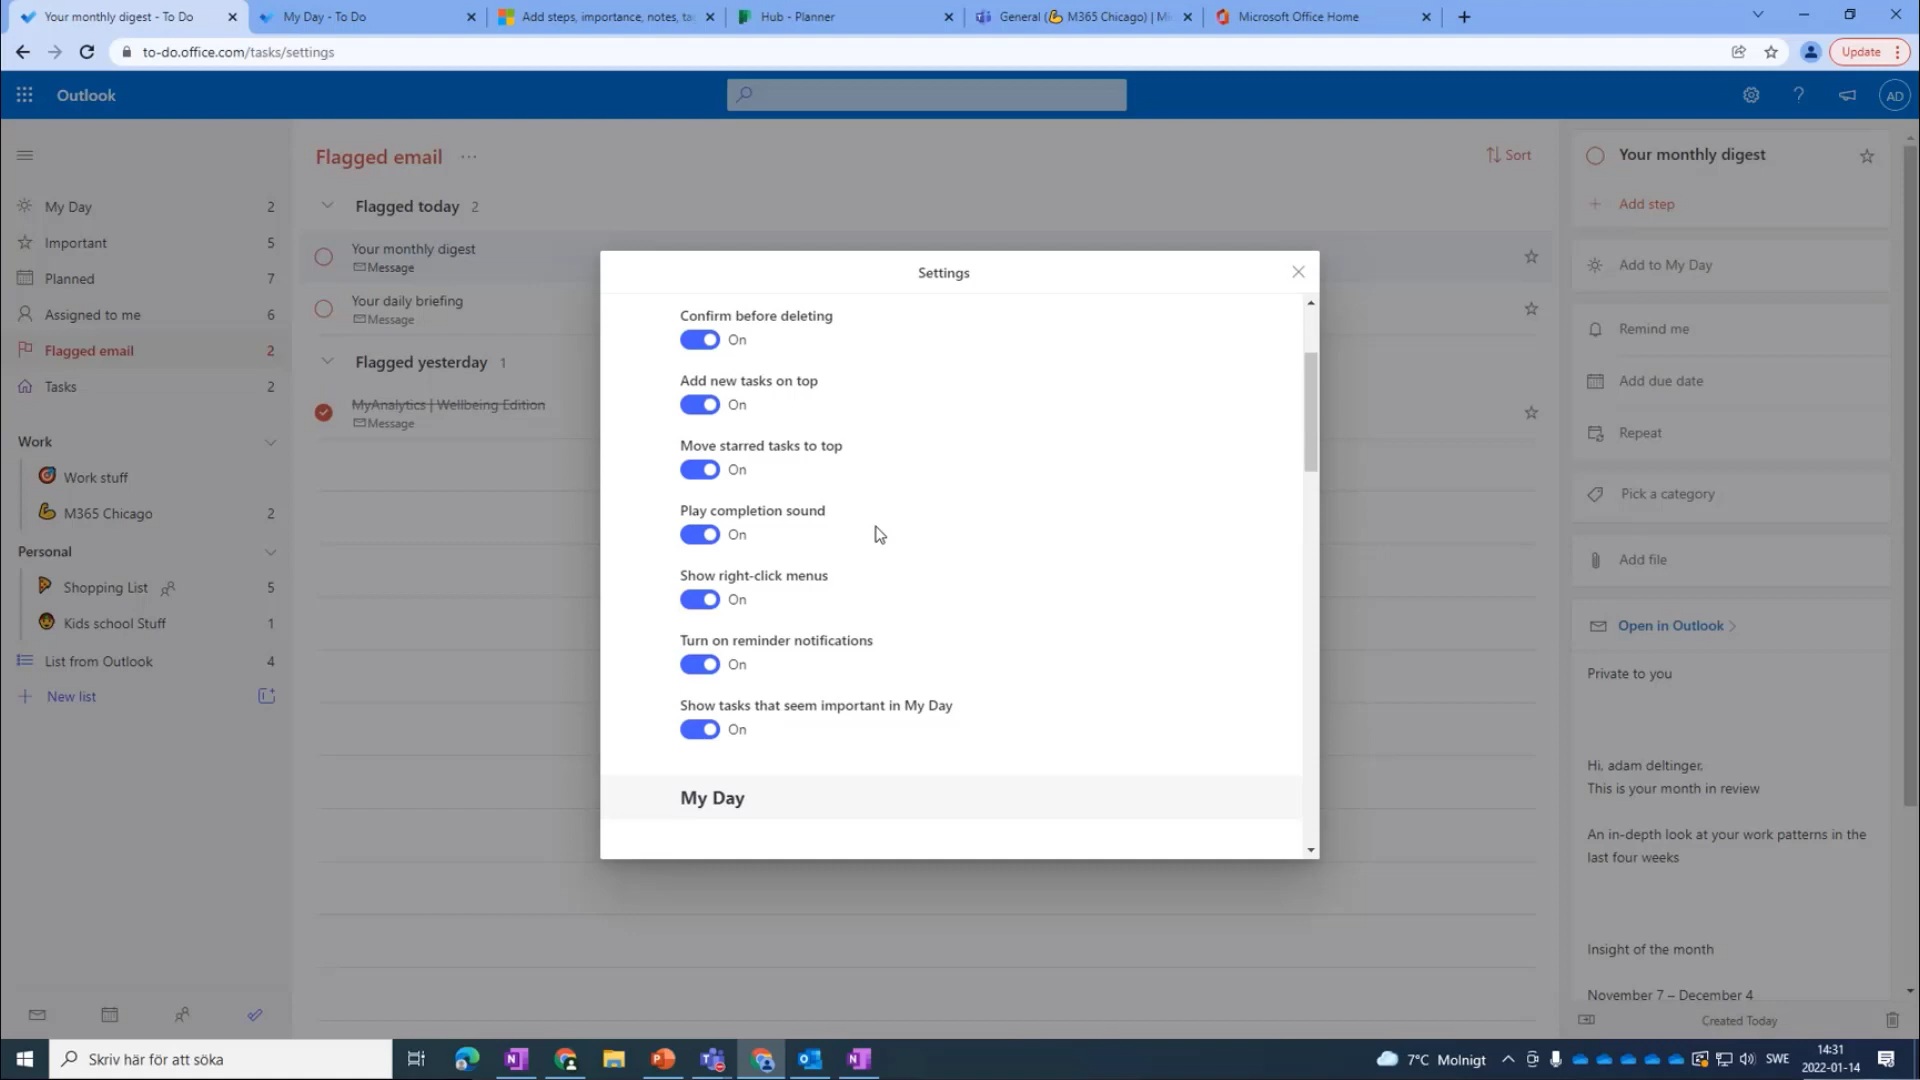 Your monthly digest - To Do
My Day - To Do
Add steps, importance, notes, ta
Hub - Planner
General (💪 M365 Chicago) | Mi
Microsoft Office Home
to-do.office.com/tasks/settings
Update
Outlook
AD
My Day 2
Important 5
Planned 7
Assigned to me 6
Flagged email 2
Tasks 2
Work
Work stuff
M365 Chicago 2
Personal
Shopping List 5
Kids school Stuff 1
List from Outlook 4
New list
Flagged email
Sort
Flagged today 2
Your monthly digest
Message
Your daily briefing
Message
Flagged yesterday 1
MyAnalytics | Wellbeing Edition
Message
Settings
Confirm before deleting
On
Add new tasks on top
On
Move starred tasks to top
On
Play completion sound
On
Show right-click menus
On
Turn on reminder notifications
On
Show tasks that seem important in My Day
On
My Day
Your monthly digest
Add step
Add to My Day
Remind me
Add due date
Repeat
Pick a category
Add file
Open in Outlook
Private to you
Hi, adam deltinger,
This is your month in review
An in-depth look at your work patterns in the
last four weeks
Insight of the month
November 7 – December 4
Created Today
Skriv här för att söka
7°C Molnigt
SWE
14:31
2022-01-14